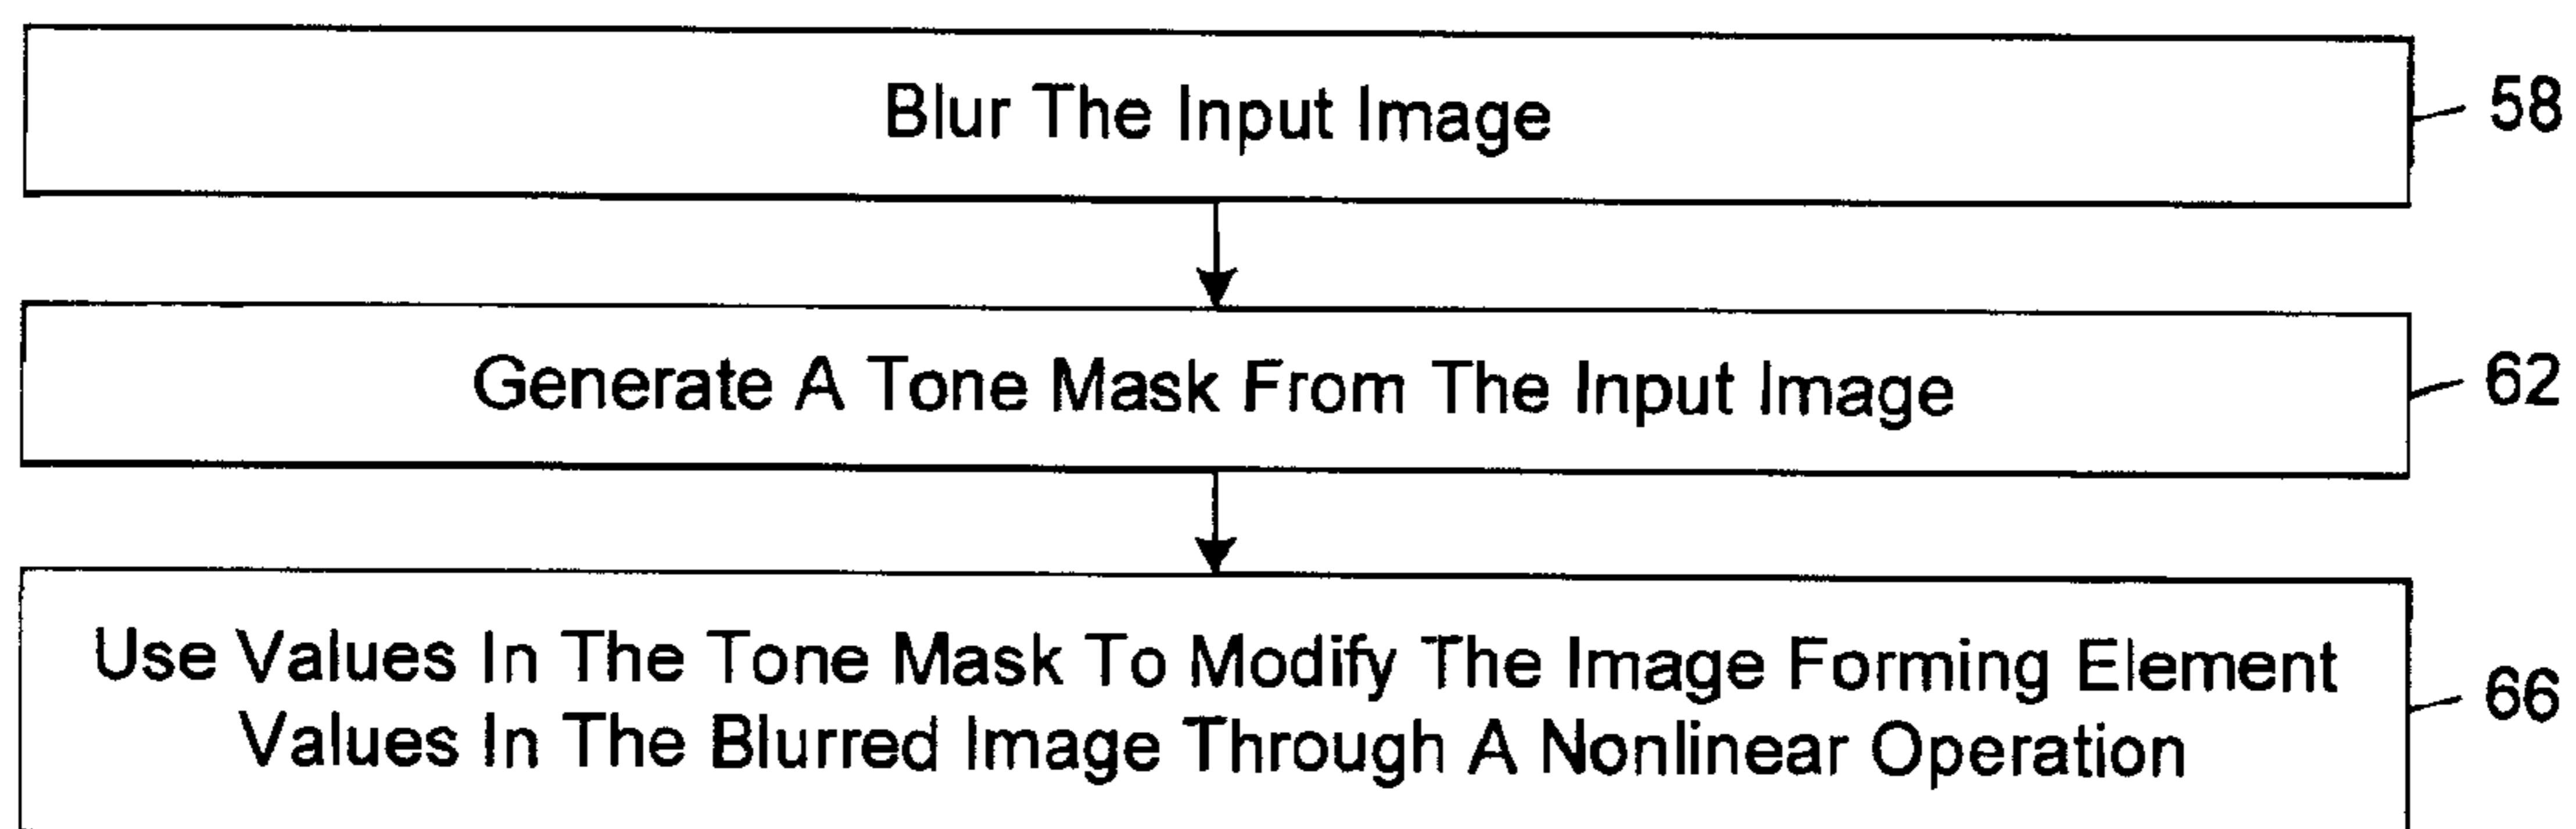 Blur The Input Image
58
Generate A Tone Mask From The Input Image
62
Use Values In The Tone Mask To Modify The Image Forming Element
Values In The Blurred Image Through A Nonlinear Operation
66